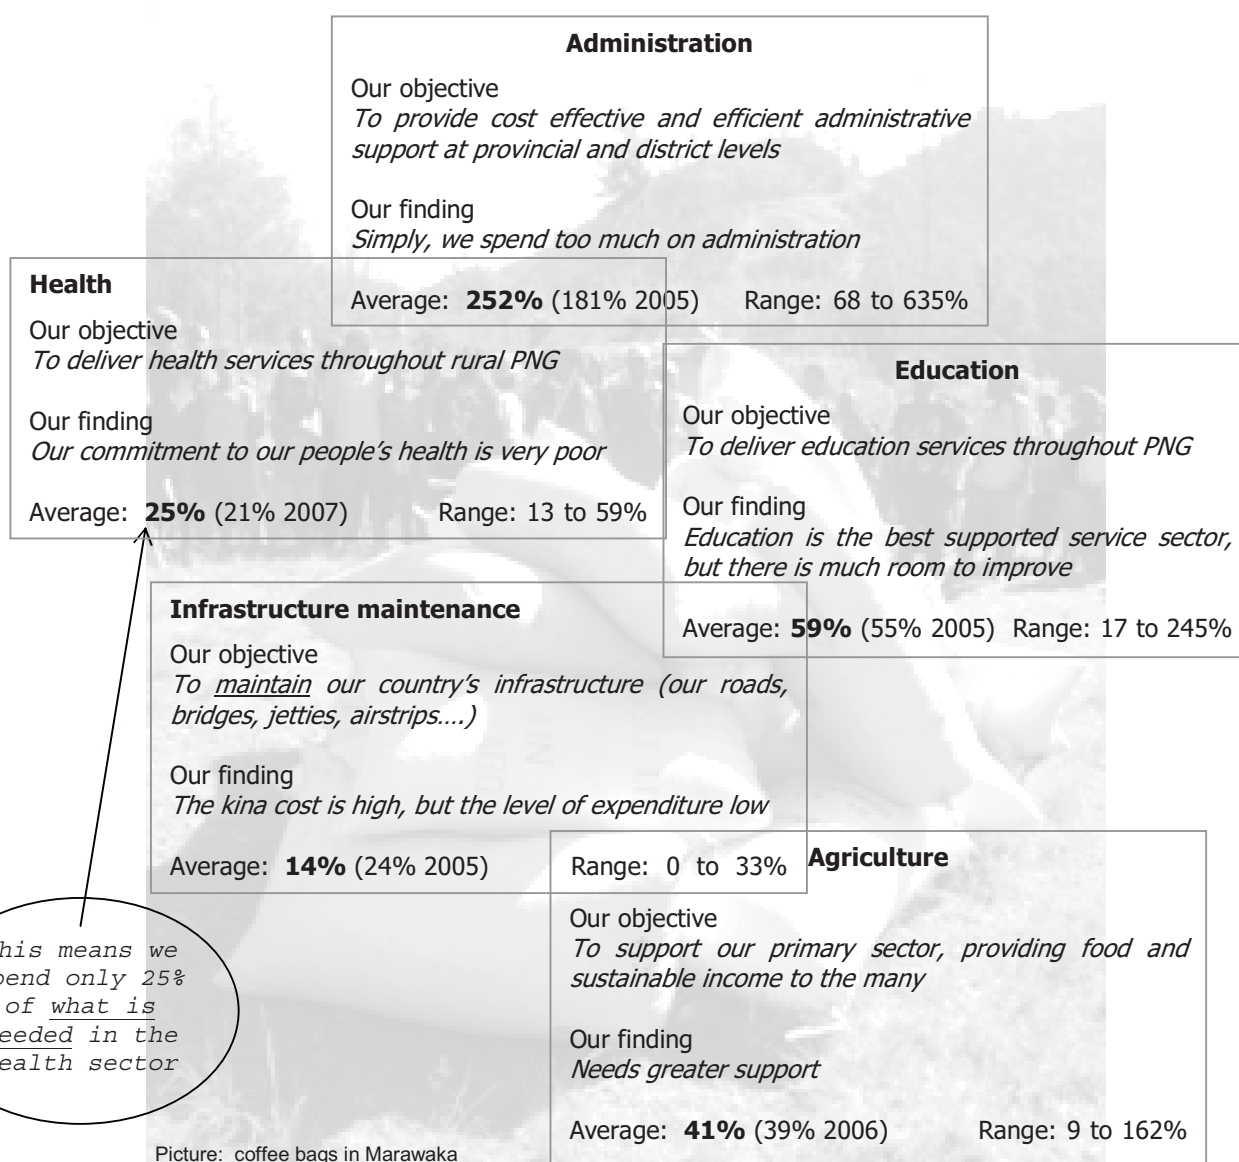 Administration
Our objective
To provide cost effective and efficient administrative
support at provincial and district levels
Our finding
Simply, we spend too much on administration
Average: 252% (181% 2005) Range: 68 to 635%
Health
Our objective
To deliver health services throughout rural PNG
Our finding
Our commitment to our people's health is very poor
Average: 25% (21% 2007) Range: 13 to 59%
Education
Our objective
To deliver education services throughout PNG
Our finding
Education is the best supported service sector,
but there is much room to improve
Average: 59% (55% 2005) Range: 17 to 245%
Infrastructure maintenance
Our objective
To maintain our country's infrastructure (our roads,
bridges, jetties, airstrips....)
Our finding
The kina cost is high, but the level of expenditure low
Average: 14% (24% 2005) Range: 0 to 33%
Agriculture
Our objective
To support our primary sector, providing food and
sustainable income to the many
Our finding
Needs greater support
Average: 41% (39% 2006) Range: 9 to 162%
his means we
pend only 25%
of what is
eeded in the
ealth sector
Picture: coffee bags in Marawaka